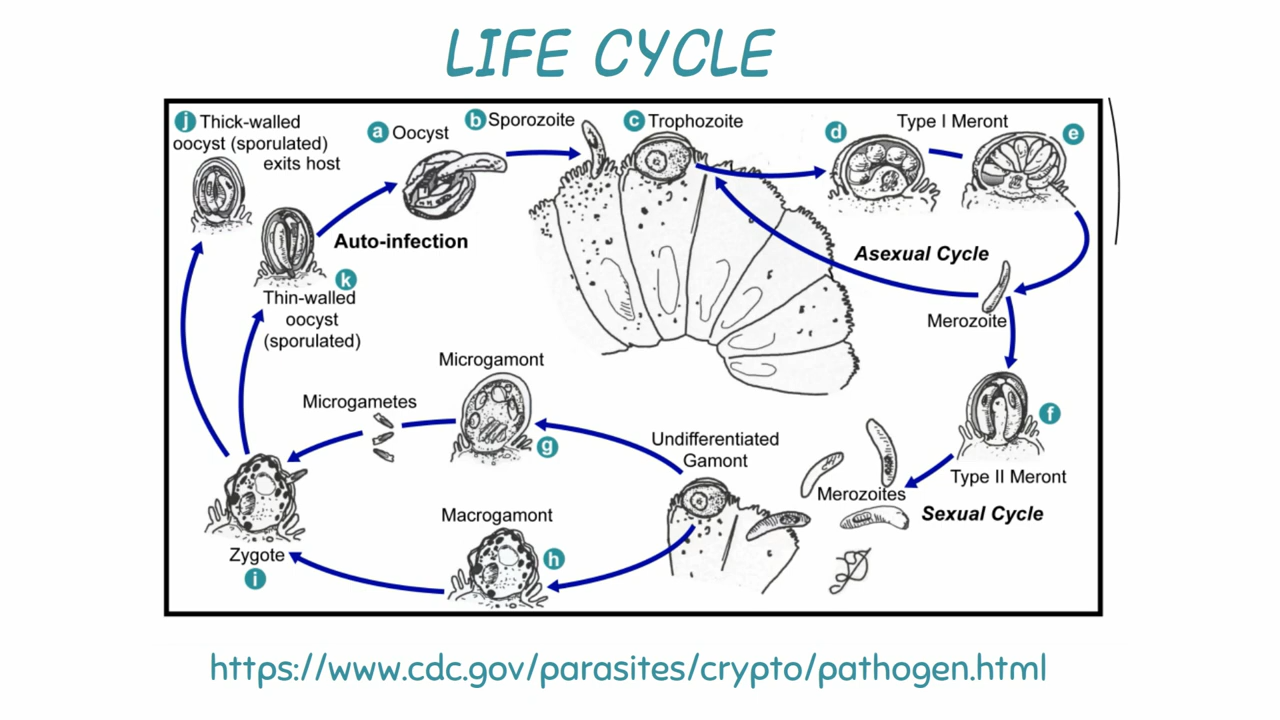 LIFE CYCLE
j Thick-walled
oocyst (sporulated)
exits host
a Oocyst
b Sporozoite
c Trophozoite
d
Type I Meront
e
Auto-infection
k
Thin-walled
oocyst
(sporulated)
Asexual Cycle
Merozoite
Microgamont
Microgametes
g
Undifferentiated
Gamont
f
Type II Meront
Merozoites
Sexual Cycle
Macrogamont
h
Zygote
i
https://www.cdc.gov/parasites/crypto/pathogen.html